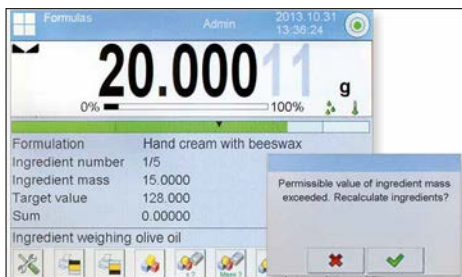 Formulas Admin 2013.10.31
13:36:24
20.00011 g
0% 100%
Formulation Hand cream with beeswax
Ingredient number 1/5
Ingredient mass 15.0000
Target value 128.000
Sum 0.00000
Ingredient weighing olive oil
Permissible value of ingredient mass
exceeded. Recalculate ingredients?